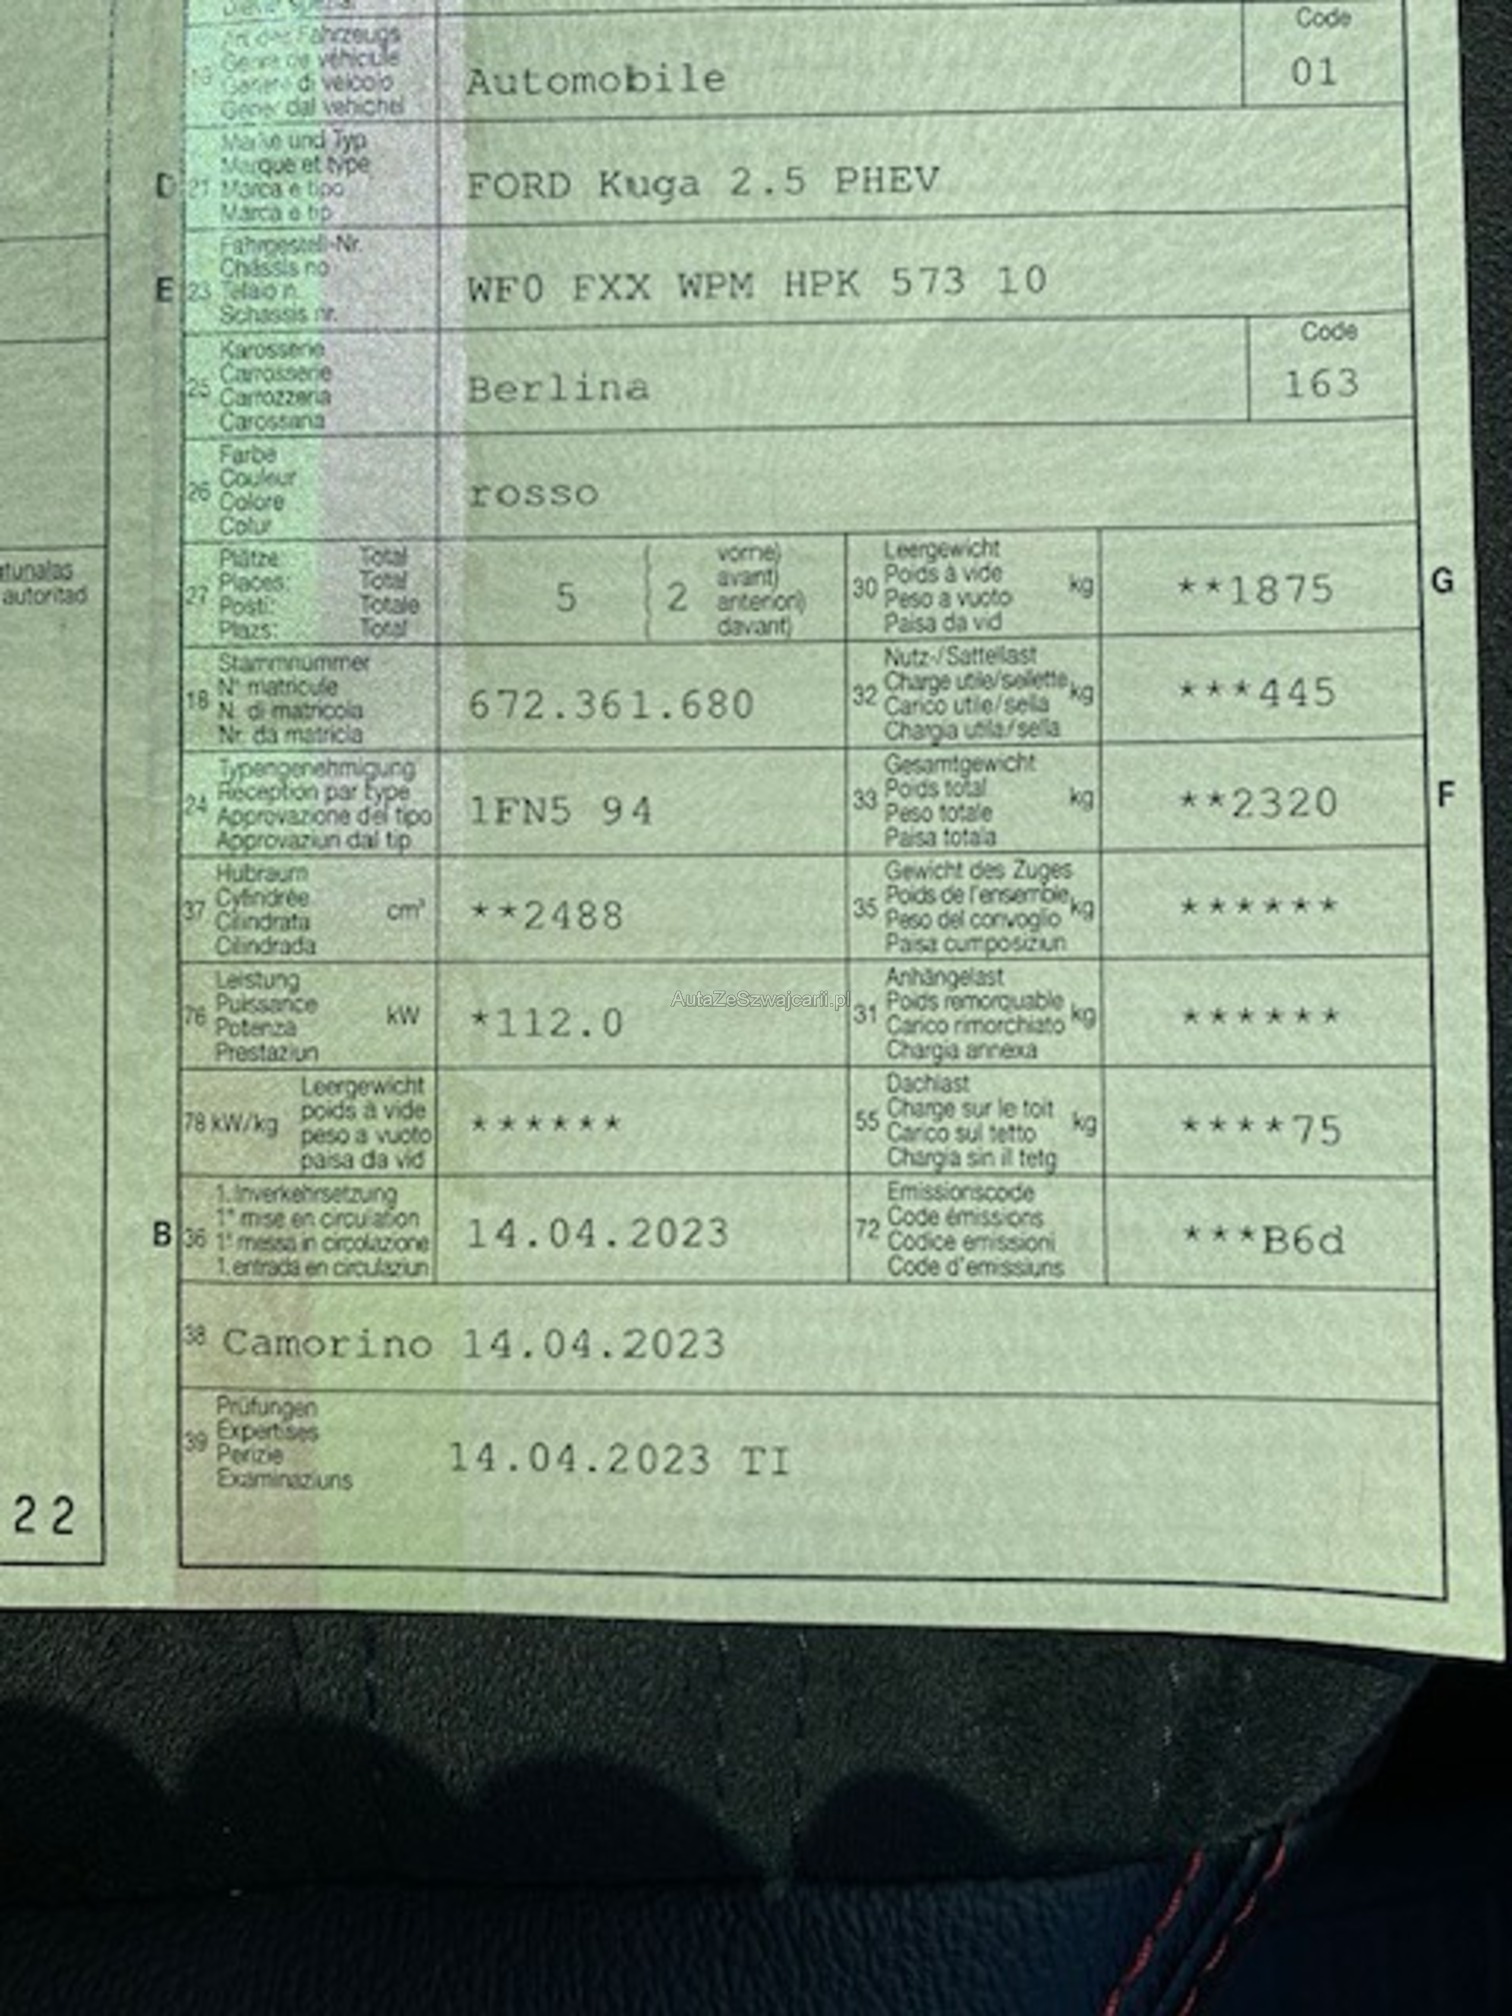 Code
Art des Fahrzeugs
Genre de véhicule
19 Genere di veicolo
Gener dal vehichel
Automobile
01
Marke und Typ
Marque et type
D 21 Marca e tipo
Marca e tip
FORD Kuga 2.5 PHEV
Fahrgestell-Nr.
Châssis no
E 23 Telaio n.
Schassis nr.
WF0 FXX WPM HPK 573 10
Karosserie
Carrosserie
25 Carrozzeria
Carossaria
Berlina
Code
163
Farbe
Couleur
26 Colore
Colur
rosso
Plätze: Total
Places: Total
27 Posti: Totale
Plazs: Total
5 ( 2 vorne)
( avant)
( anteriori)
( davant)
Leergewicht
30 Poids à vide kg
Peso a vuoto
Paisa da vid
**1875
G
tunalas
autoritad
Stammnummer
18 N° matricule
N. di matricola
Nr. da matricla
672.361.680
Nutz-/Sattellast
32 Charge utile/sellette kg
Carico utile/sella
Chargia utila/sella
***445
Typengenehmigung
24 Réception par type
Approvazione del tipo
Approvaziun dal tip
1FN5 94
Gesamtgewicht
33 Poids total kg
Peso totale
Paisa totala
**2320
F
Hubraum
37 Cylindrée cm³
Cilindrata
Cilindrada
**2488
Gewicht des Zuges
35 Poids de l'ensemble kg
Peso del convoglio
Paisa cumposiziun
******
Leistung
76 Puissance kW
Potenza
Prestaziun
*112.0
Anhängelast
31 Poids remorquable kg
Carico rimorchiato
Chargia annexa
******
Leergewicht
78 kW/kg poids à vide
peso a vuoto
paisa da vid
******
Dachlast
55 Charge sur le toit kg
Carico sul tetto
Chargia sin il tetg
****75
1. Inverkehrsetzung
1ʳᵉ mise en circulation
B 36 1ª messa in circolazione
1. entrada en circulaziun
14.04.2023
Emissionscode
72 Code émissions
Codice emissioni
Code d'emissiuns
***B6d
38 Camorino 14.04.2023
Prüfungen
39 Expertises
Perizie
Examinaziuns
14.04.2023 TI
22
AutaZeSzwajcarii.pl